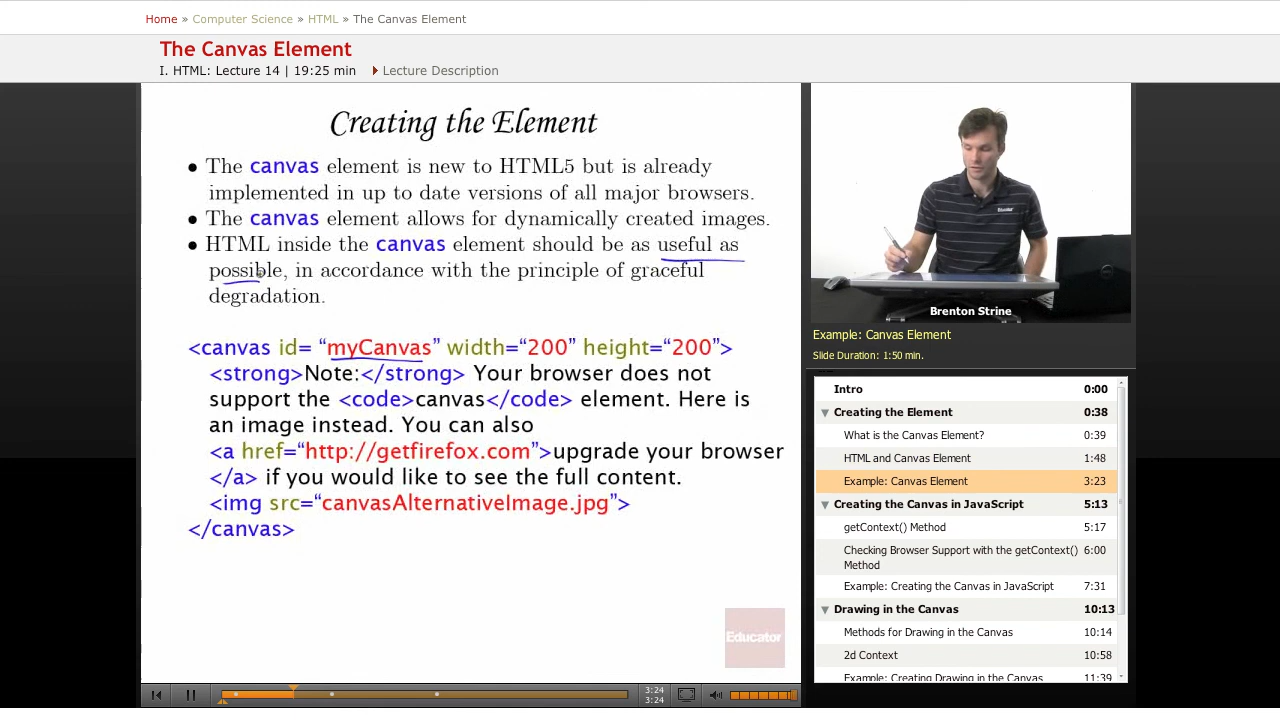 Home » Computer Science » HTML » The Canvas Element
The Canvas Element
I. HTML: Lecture 14 | 19:25 min Lecture Description
Creating the Element
• The canvas element is new to HTML5 but is already
implemented in up to date versions of all major browsers.
• The canvas element allows for dynamically created images.
• HTML inside the canvas element should be as useful as
possible, in accordance with the principle of graceful
degradation.
<canvas id= “myCanvas” width=“200” height=“200”>
<strong>Note:</strong> Your browser does not
support the <code>canvas</code> element. Here is
an image instead. You can also
<a href=“http://getfirefox.com”>upgrade your browser
</a> if you would like to see the full content.
<img src=“canvasAlternativeImage.jpg”>
</canvas>
Educator
3:24
3:24
Educator
Brenton Strine
Example: Canvas Element
Slide Duration: 1:50 min.
Intro 0:00
Creating the Element 0:38
What is the Canvas Element? 0:39
HTML and Canvas Element 1:48
Example: Canvas Element 3:23
Creating the Canvas in JavaScript 5:13
getContext() Method 5:17
Checking Browser Support with the getContext() 6:00
Method
Example: Creating the Canvas in JavaScript 7:31
Drawing in the Canvas 10:13
Methods for Drawing in the Canvas 10:14
2d Context 10:58
Example: Creating Drawing in the Canvas 11:39